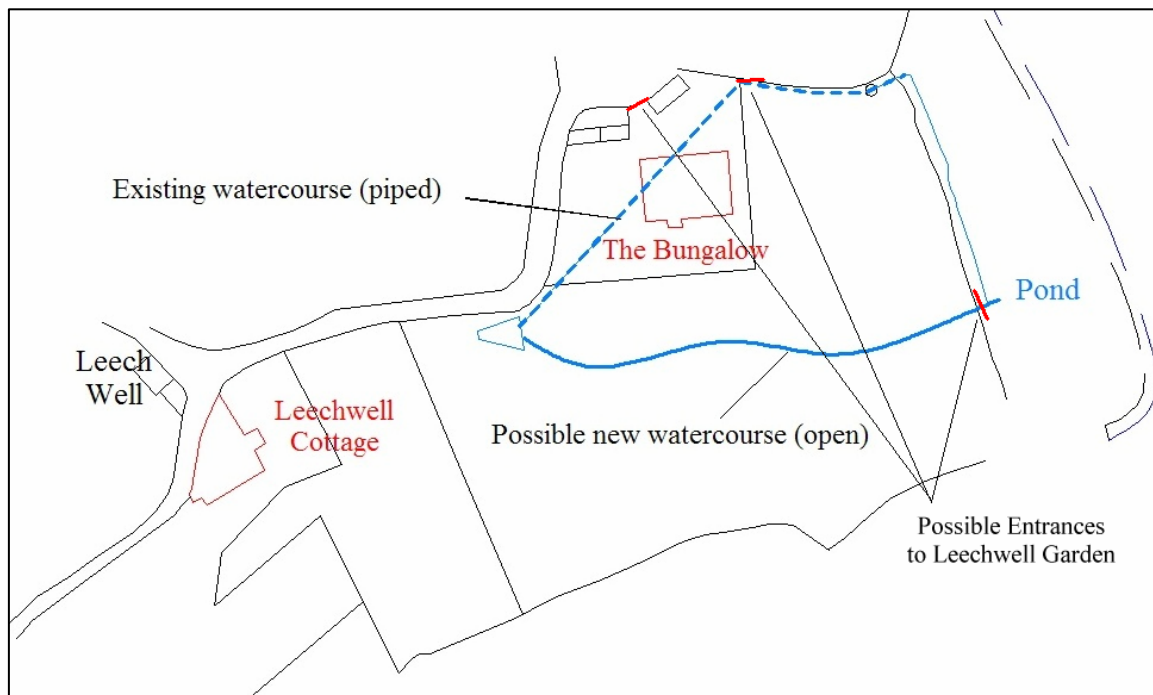 Existing watercourse (piped)
The Bungalow
Pond
Leech
Well
Leechwell
Cottage
Possible new watercourse (open)
Possible Entrances
to Leechwell Garden